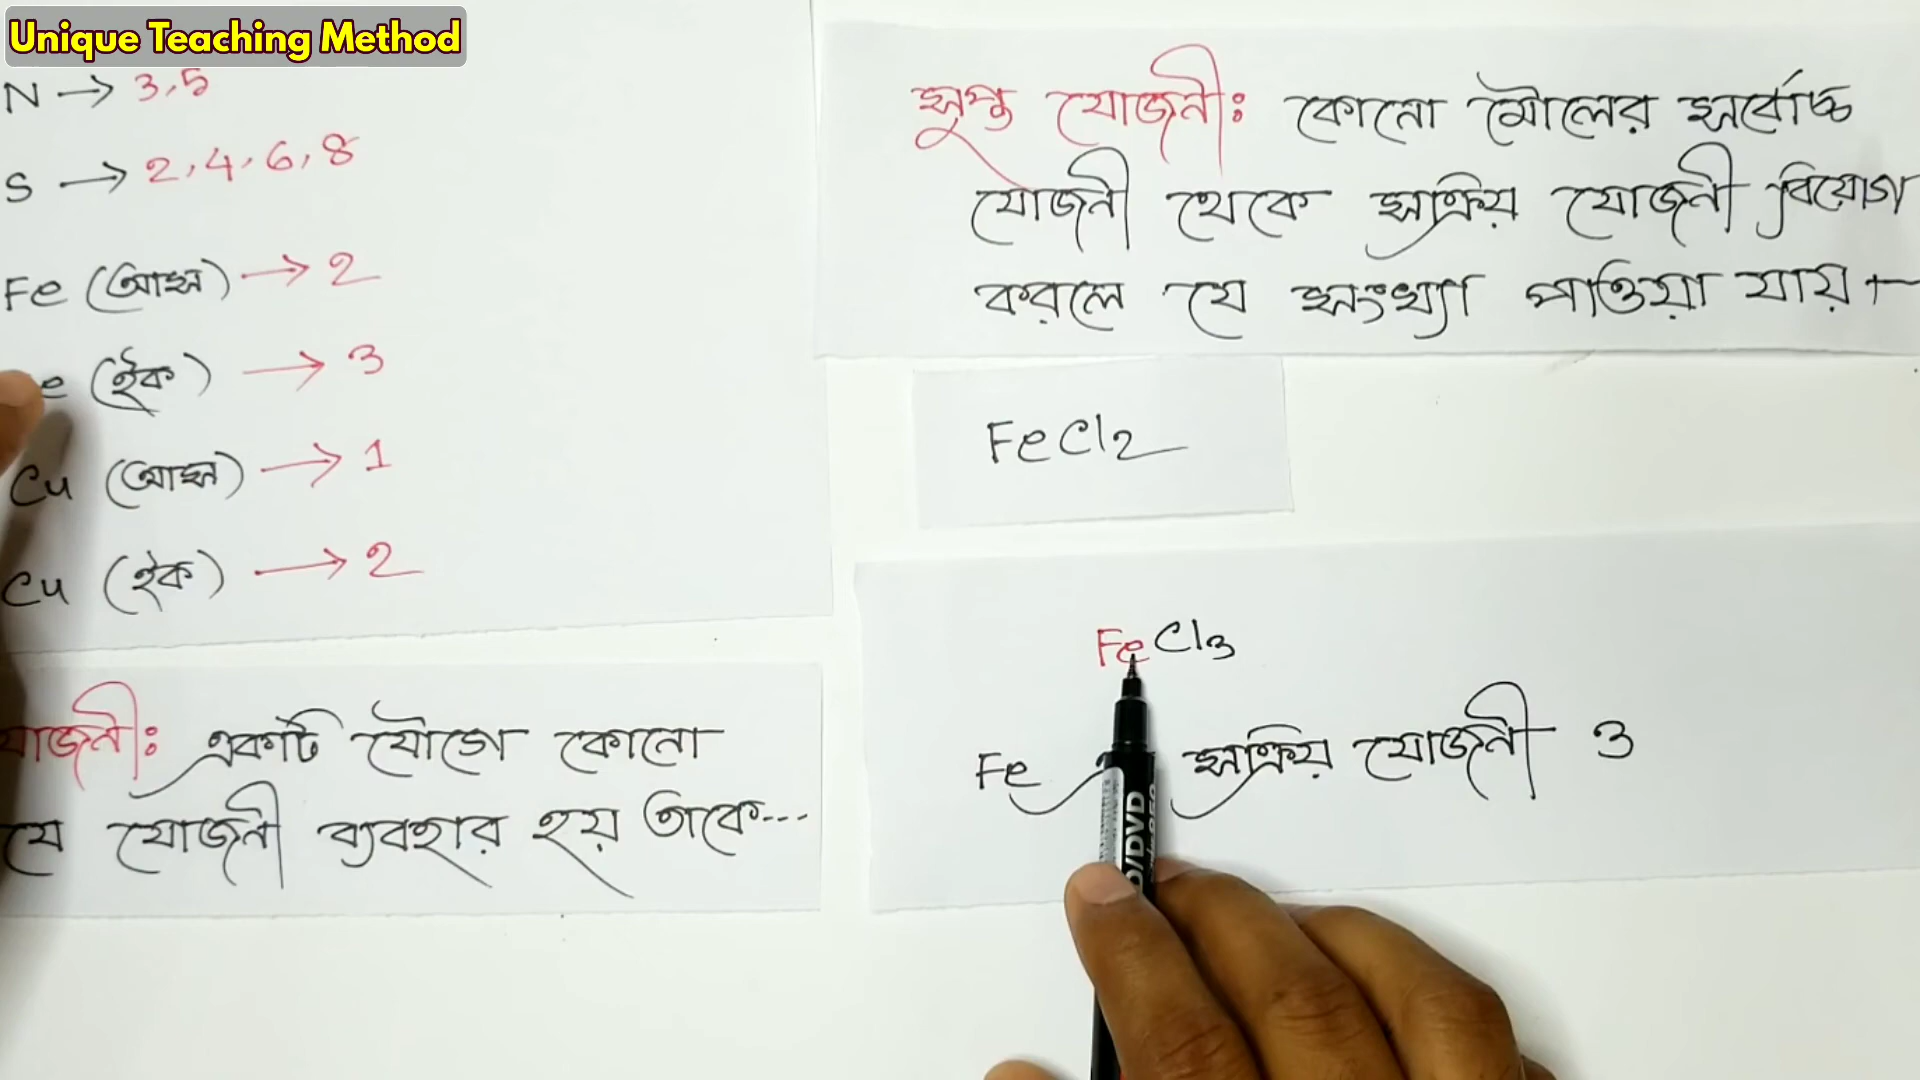 Unique Teaching Method
N → 3,5
S → 2,4,6,8
Fe (আস) → 2
e (ইক) → 3
Cu (আস) → 1
Cu (ইক) → 2
যোজনী: একটি যৌগে কোনো
যে যোজনী ব্যবহার হয় তাকে---
সুপ্ত যোজনী: কোনো মৌলের সর্বোচ্চ
যোজনী থেকে সক্রিয় যোজনী বিয়োগ
করলে যে সংখ্যা পাওয়া যায়।
FeCl2
FeCl3
Fe সক্রিয় যোজনী 3